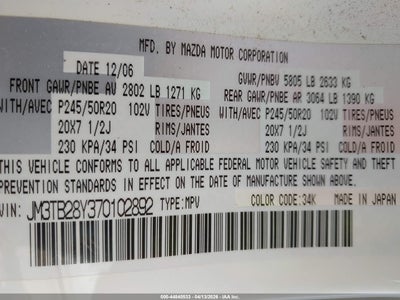 MFD. BY MAZDA MOTOR CORPORATION
DATE 12/06
GVWR/PNBV 5805 LB 2633 KG
FRONT GAWR/PNBE AV 2802 LB 1271 KG
REAR GAWR/PNBE AR 3064 LB 1390 KG
WITH/AVEC P245/50R20 102V TIRES/PNEUS
WITH/AVEC P245/50R20 102V TIRES/PNEUS
20X7 1/2J RIMS/JANTES
20X7 1/2J RIMS/JANTES
230 KPA/34 PSI COLD/A FROID
230 KPA/34 PSI COLD/A FROID
THIS VEHICLE CONFORMS TO ALL APPLICABLE FEDERAL MOTOR VEHICLE SAFETY AND THEFT
PREVENTION STANDARDS IN EFFECT ON THE DATE OF MANUFACTURE SHOWN ABOVE.
VIN: JM3TB28Y370102892 TYPE:MPV COLOR CODE: 34K MADE IN JAPAN